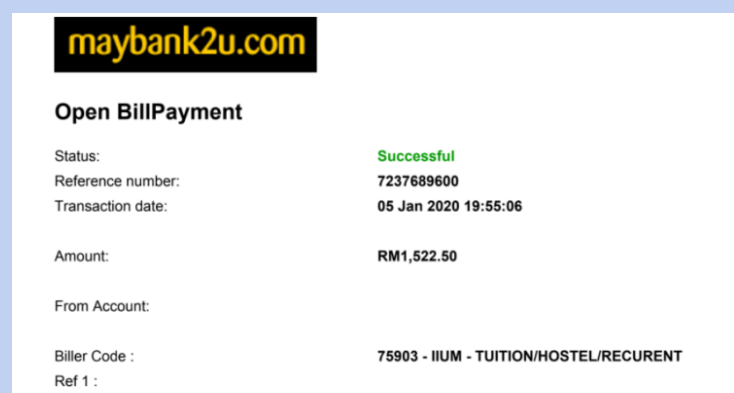 maybank2u.com
Open BillPayment
Status: Successful
Reference number: 7237689600
Transaction date: 05 Jan 2020 19:55:06
Amount: RM1,522.50
From Account:
Biller Code : 75903 - IIUM - TUITION/HOSTEL/RECURENT
Ref 1 :